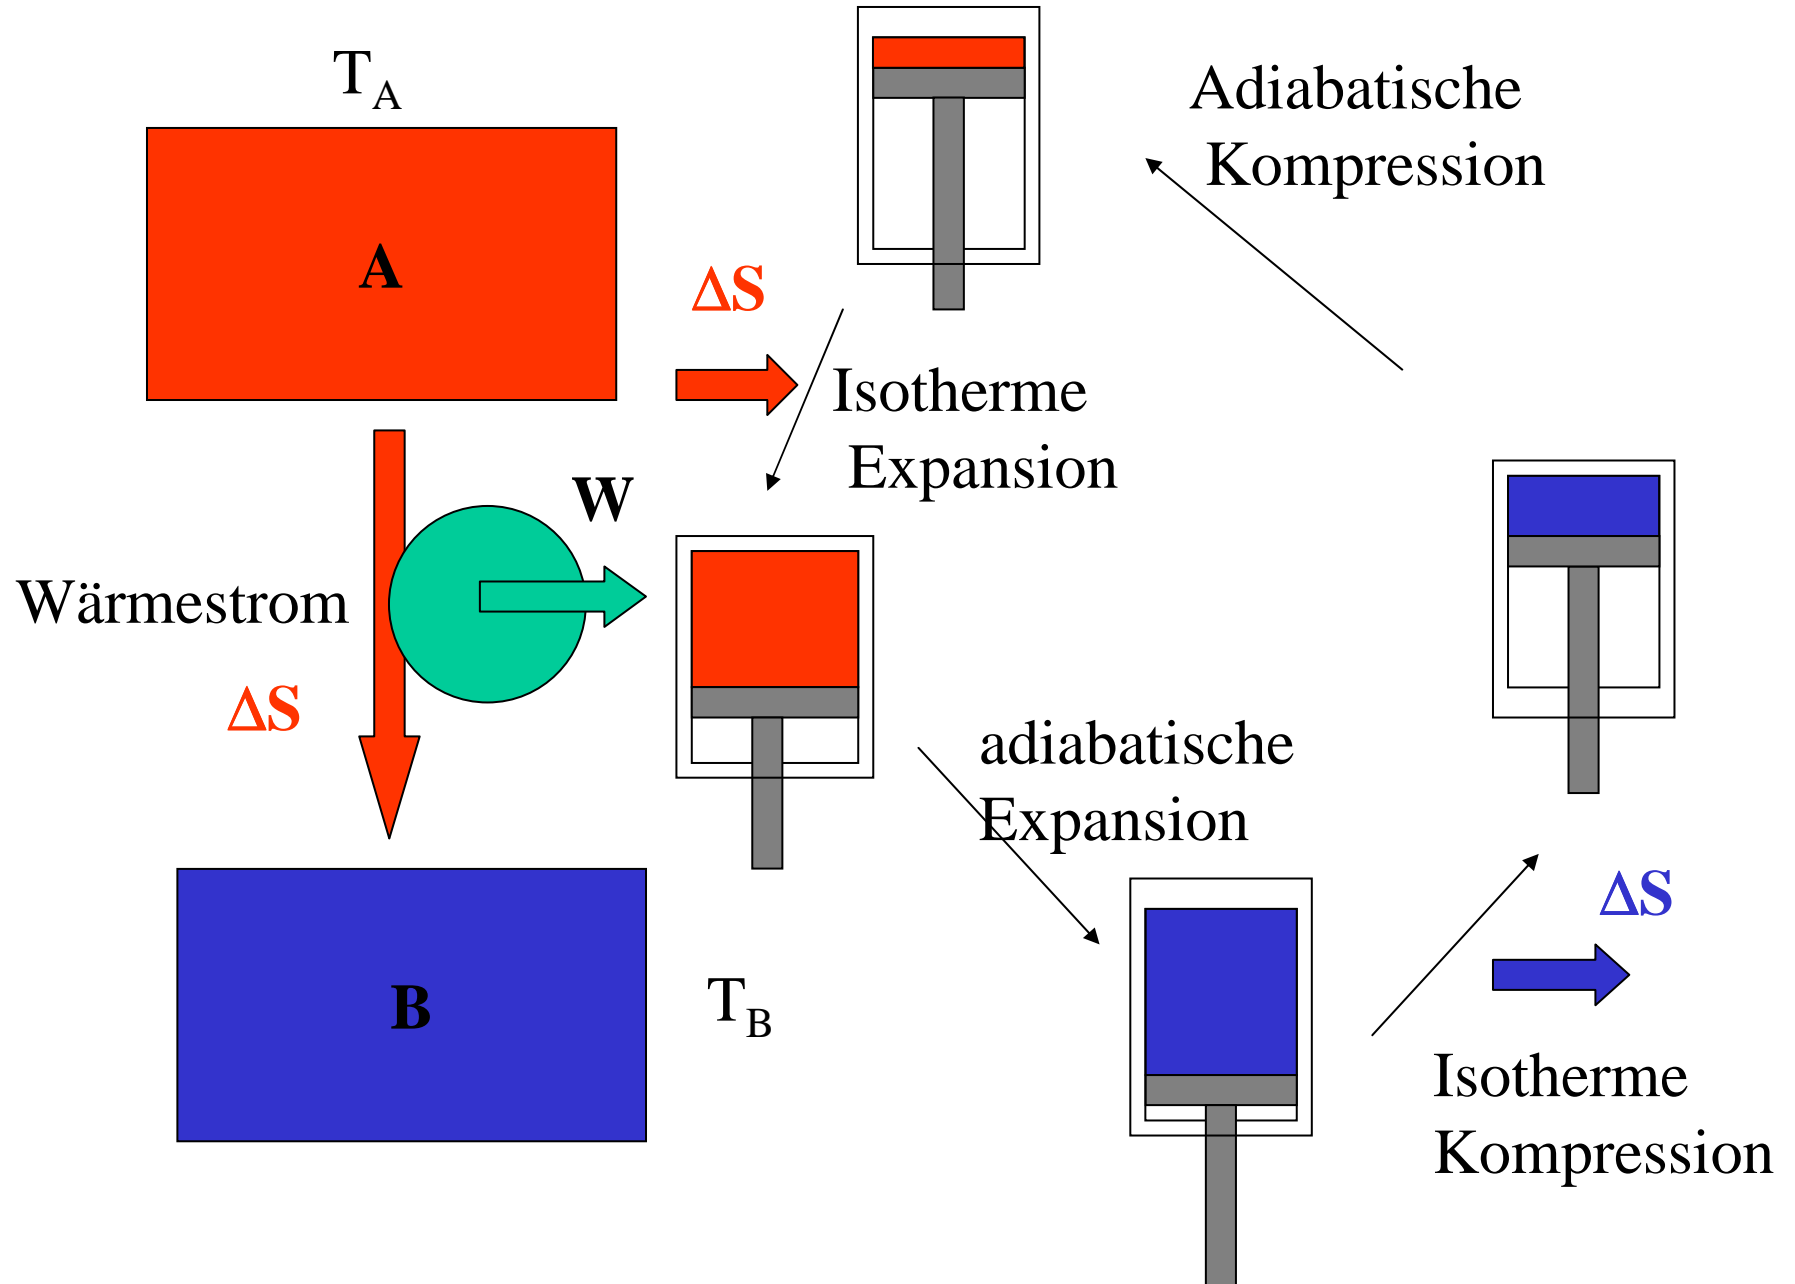 T_A
Adiabatische
Kompression
A
ΔS
Isotherme
Expansion
W
Wärmestrom
ΔS
adiabatische
Expansion
ΔS
B
T_B
Isotherme
Kompression